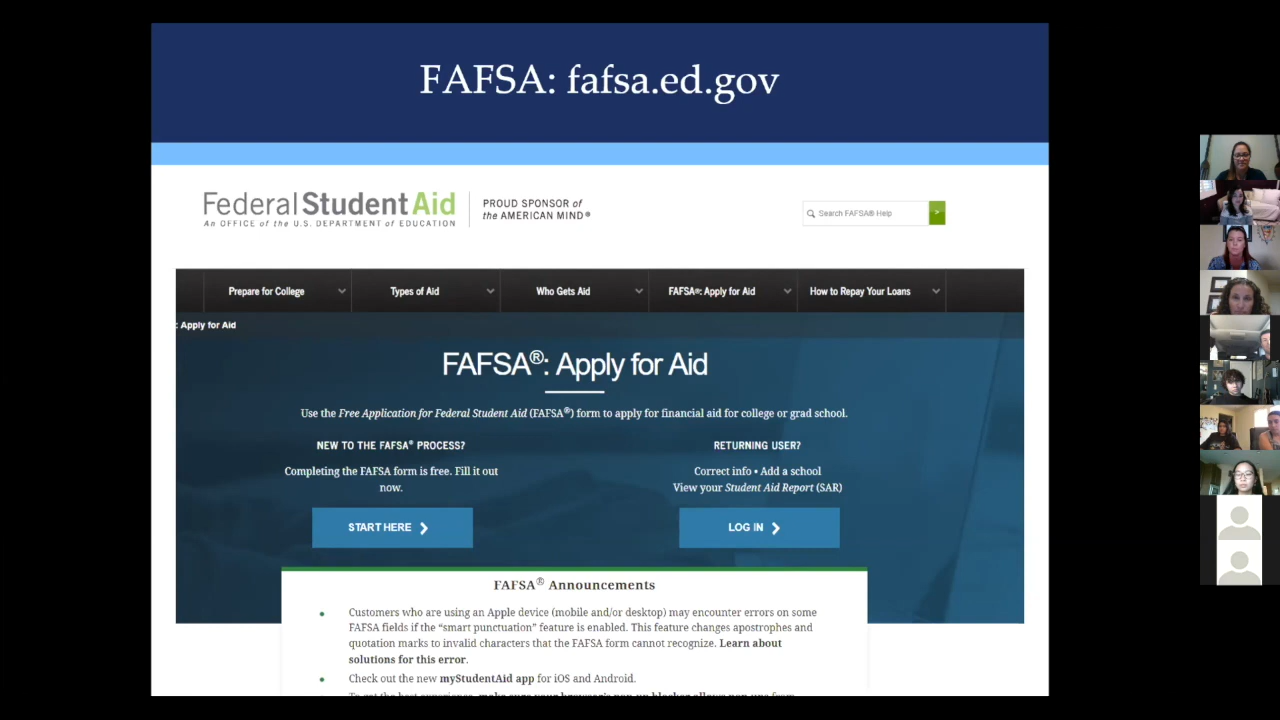 FAFSA: fafsa.ed.gov
Federal Student Aid
An OFFICE of the U.S. DEPARTMENT of EDUCATION
PROUD SPONSOR of
the AMERICAN MIND®
Search FAFSA® Help
Prepare for College
Types of Aid
Who Gets Aid
FAFSA®: Apply for Aid
How to Repay Your Loans
: Apply for Aid
FAFSA®: Apply for Aid
Use the Free Application for Federal Student Aid (FAFSA®) form to apply for financial aid for college or grad school.
NEW TO THE FAFSA® PROCESS?
Completing the FAFSA form is free. Fill it out
now.
START HERE
RETURNING USER?
Correct info • Add a school
View your Student Aid Report (SAR)
LOG IN
FAFSA® Announcements
• Customers who are using an Apple device (mobile and/or desktop) may encounter errors on some
FAFSA fields if the “smart punctuation” feature is enabled. This feature changes apostrophes and
quotation marks to invalid characters that the FAFSA form cannot recognize. Learn about
solutions for this error.
• Check out the new myStudentAid app for iOS and Android.